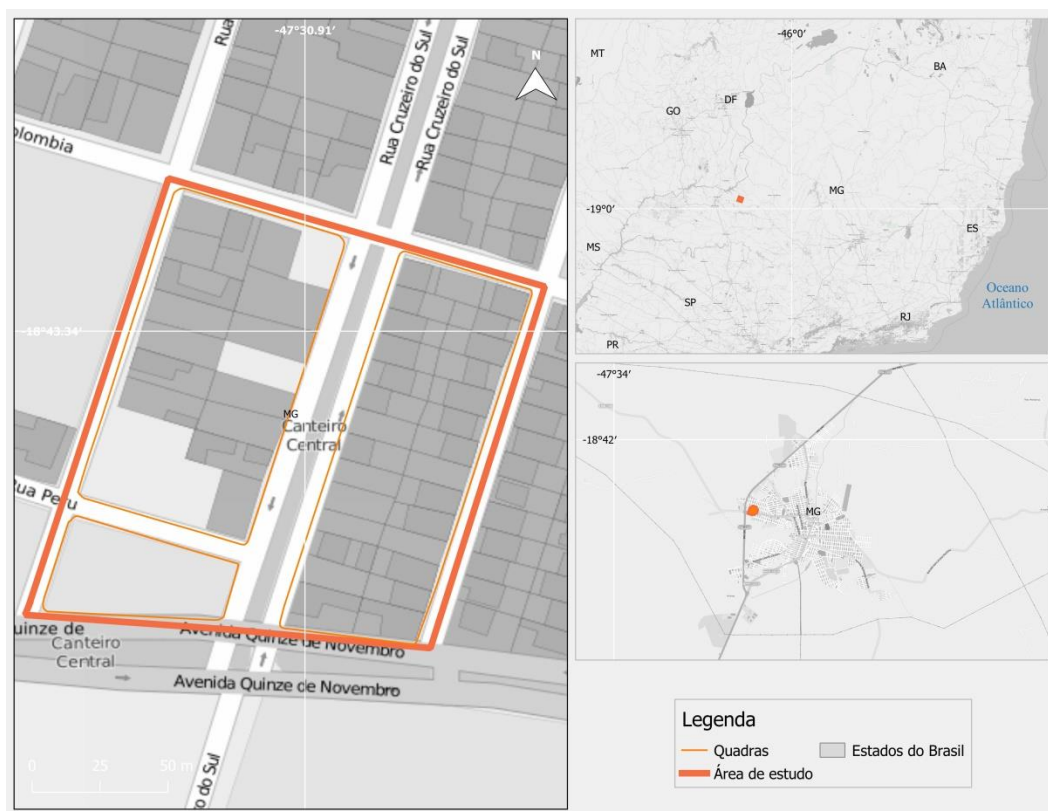 -47°30.91'
Rua
Rua Cruzeiro do Sul
Rua Cruzeiro do Sul
N
olombia
-18°43.34'
MG
Canteiro
Central
Rua Peru
Avenida Quinze de Novembro
Quinze de
Canteiro
Central
Avenida Quinze de Novembro
ro do Sul
0 25 50 m
-46°0'
MT
BA
DF
GO
MG
-19°0'
ES
MS
Oceano
Atlântico
SP
RJ
PR
-47°34'
-18°42'
MG
Legenda
Quadras
Estados do Brasil
Área de estudo